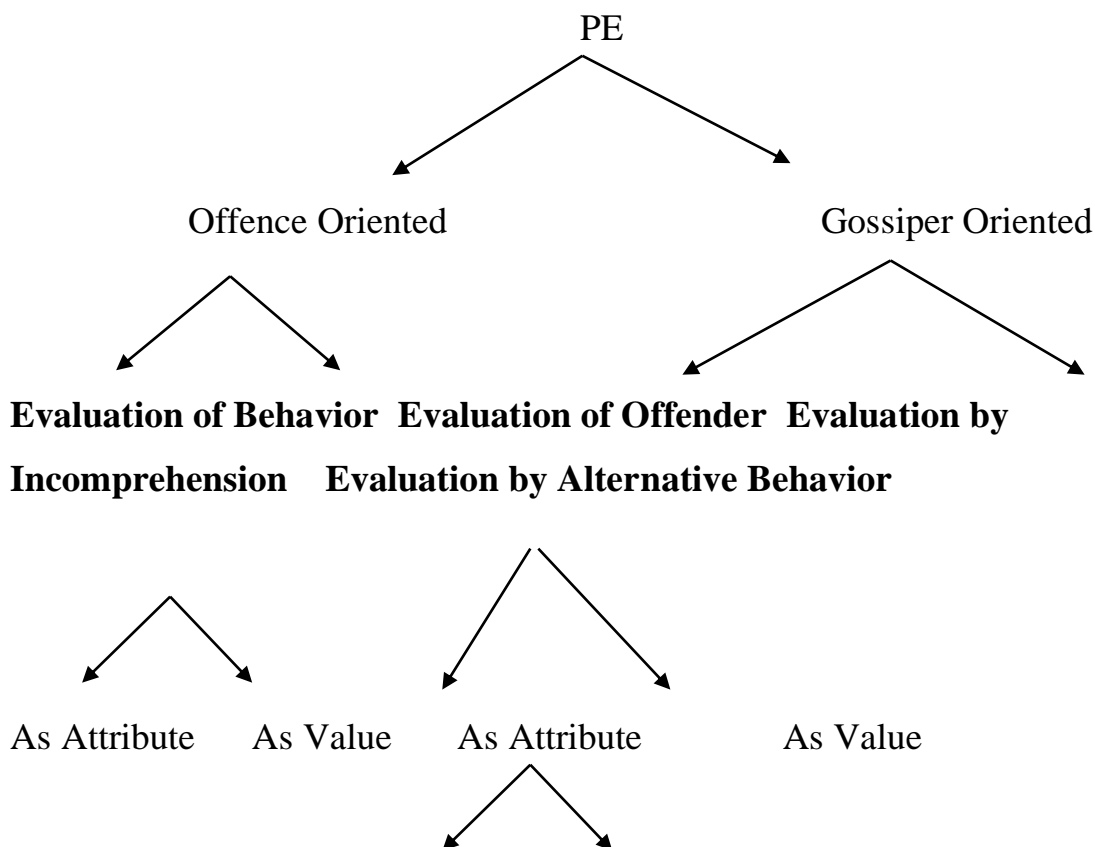 PE
Offence Oriented Gossiper Oriented
Evaluation of Behavior Evaluation of Offender Evaluation by
Incomprehension Evaluation by Alternative Behavior
As Attribute As Value As Attribute As Value